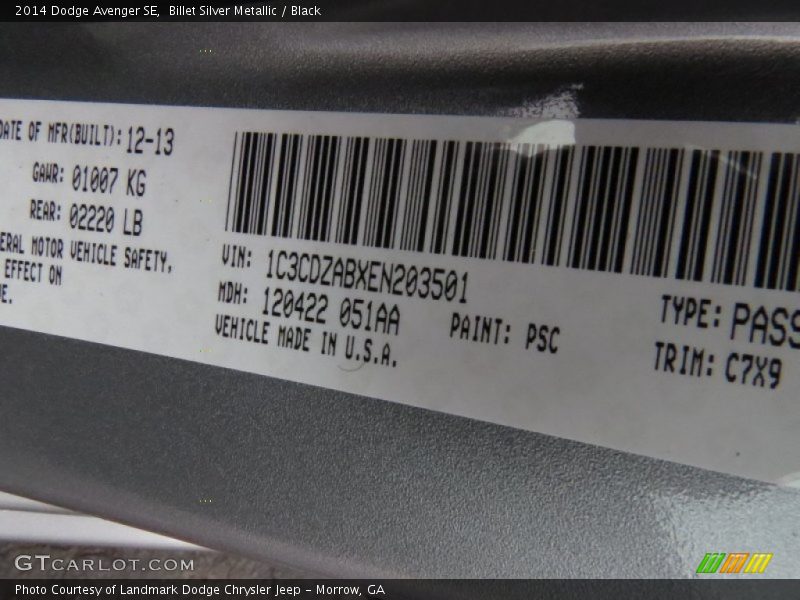 2014 Dodge Avenger SE,  Billet Silver Metallic / Black
DATE OF MFR(BUILT): 12-13
GAWR: 01007 KG
REAR: 02220 LB
ERAL MOTOR VEHICLE SAFETY,
EFFECT ON
VIN: 1C3CDZABXEN203501
MDH: 120422 051AA
PAINT: PSC
VEHICLE MADE IN U.S.A.
TYPE: PASS
TRIM: C7X9
GTCARLOT.COM
Photo Courtesy of Landmark Dodge Chrysler Jeep – Morrow, GA